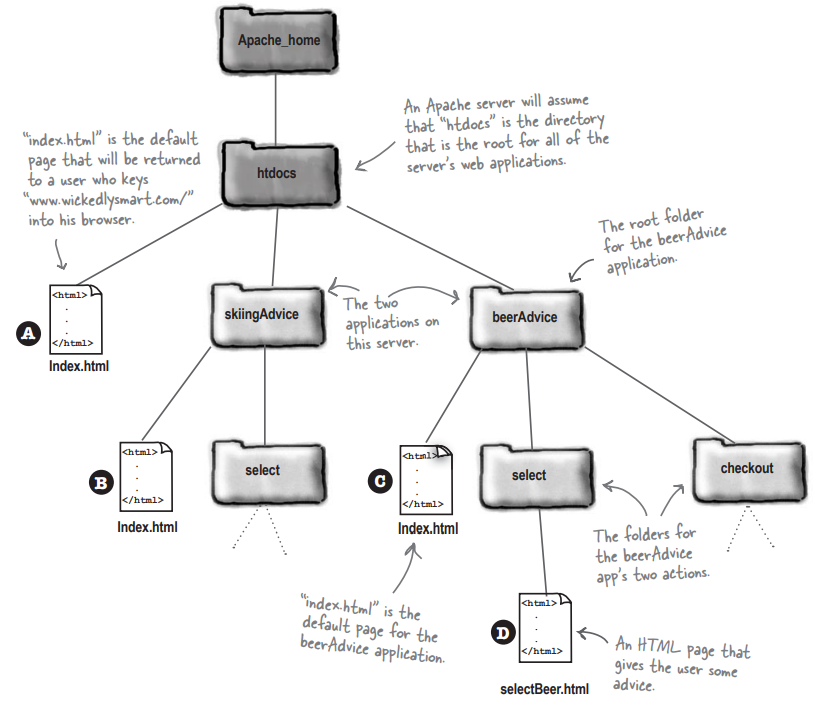 Apache_home
An Apache server will assume
that "htdocs" is the directory
that is the root for all of the
server's web applications.
"index.html" is the default
page that will be returned
to a user who keys
"www.wickedlysmart.com/"
into his browser.
htdocs
The root folder
for the beerAdvice
application.
<html>
.
.
.
</html>
A
Index.html
skiingAdvice
The two
applications on
this server.
beerAdvice
<html>
.
.
.
</html>
B
Index.html
select
<html>
.
.
.
</html>
C
Index.html
select
checkout
The folders for
the beerAdvice
app's two actions.
"index.html" is the
default page for the
beerAdvice application.
<html>
.
.
.
</html>
D
selectBeer.html
An HTML page that
gives the user some
advice.